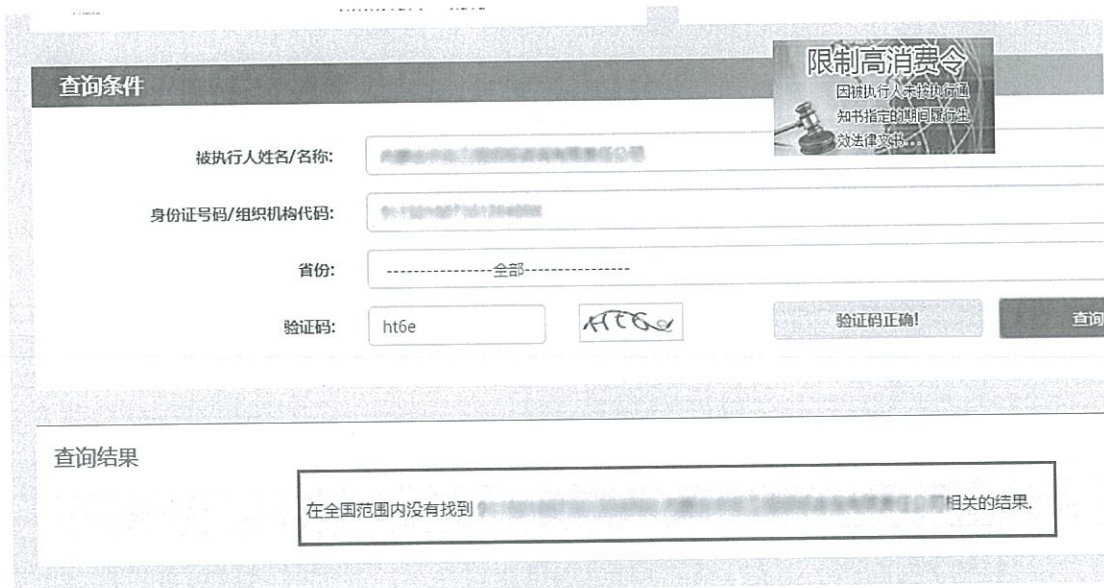 查询条件
限制高消费令
因被执行人未按执行通
知书指定的期间履行生
效法律文书...
被执行人姓名/名称:
身份证号码/组织机构代码:
省份:
----------------全部----------------
验证码:
ht6e
HT6e
验证码正确!
查询
查询结果
在全国范围内没有找到
相关的结果.